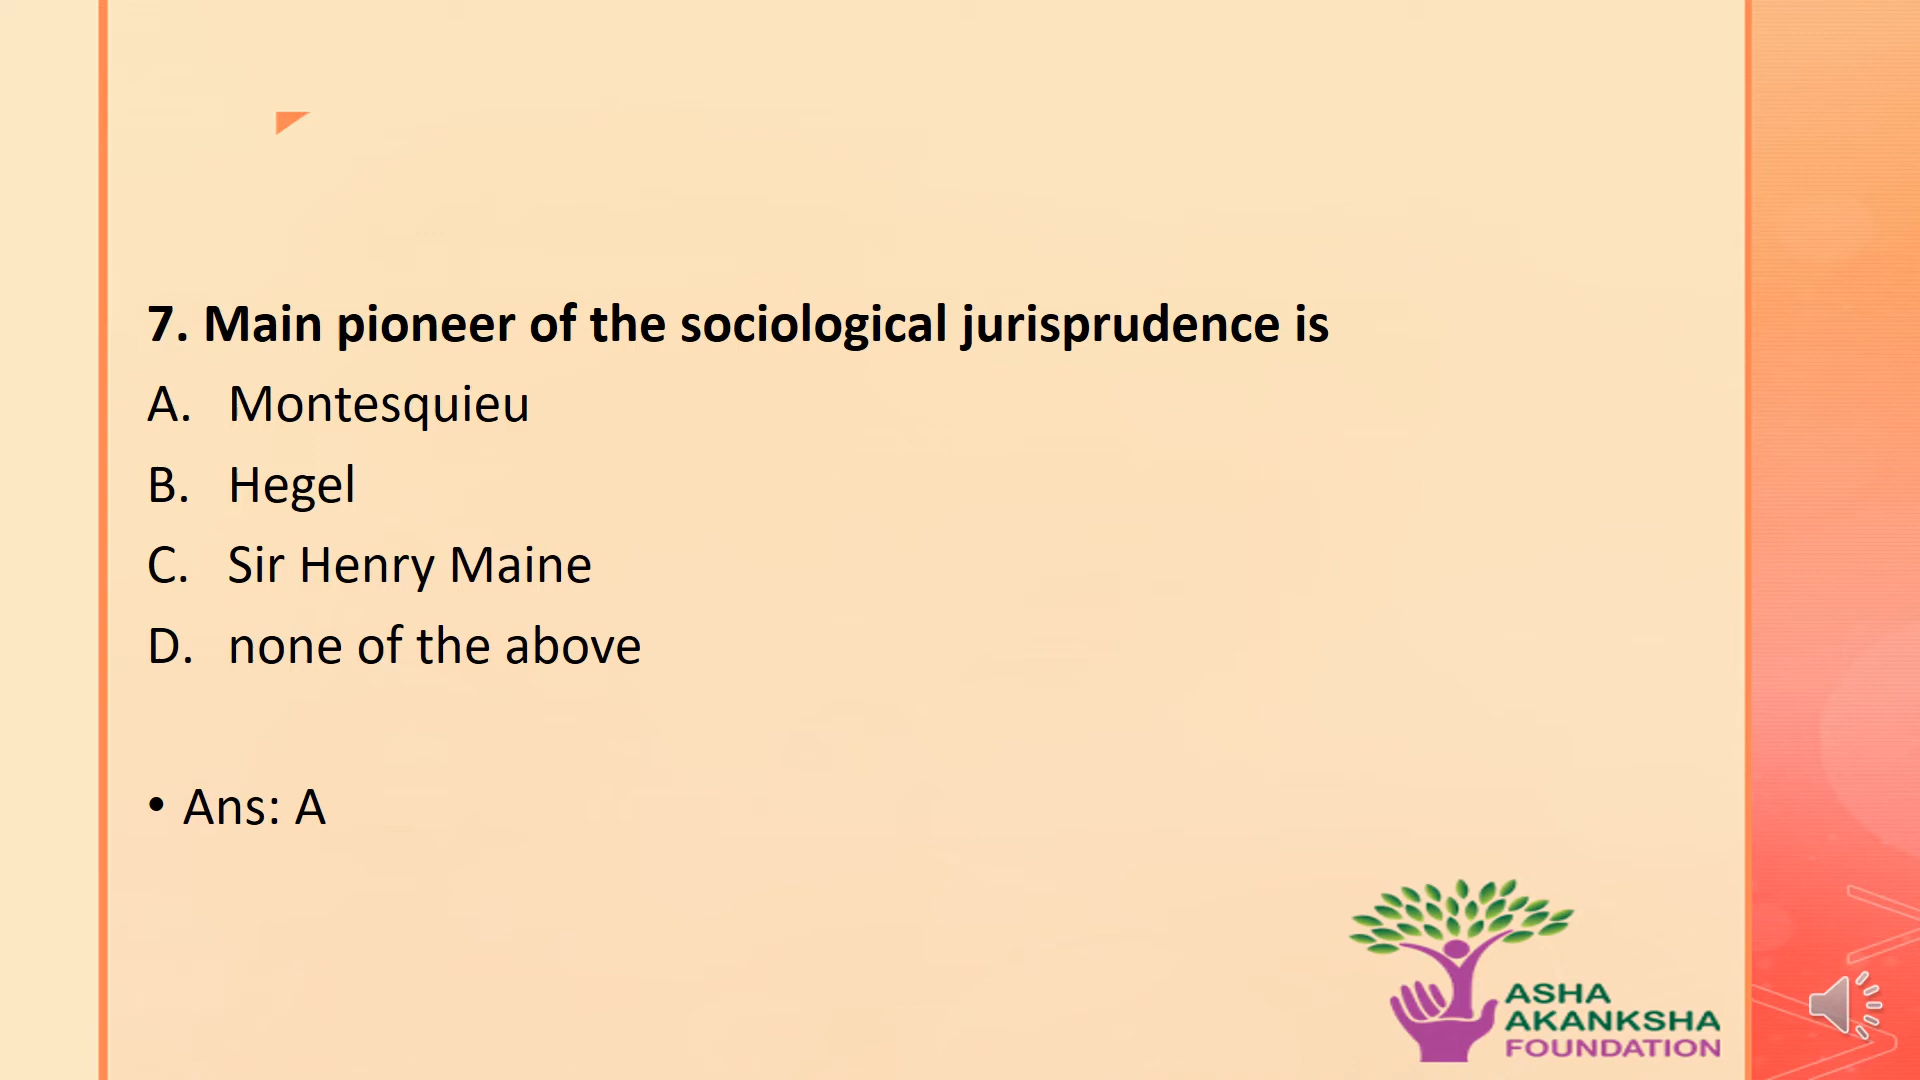 7. Main pioneer of the sociological jurisprudence is
A. Montesquieu
B. Hegel
C. Sir Henry Maine
D. none of the above
• Ans: A
ASHA
AKANKSHA
FOUNDATION